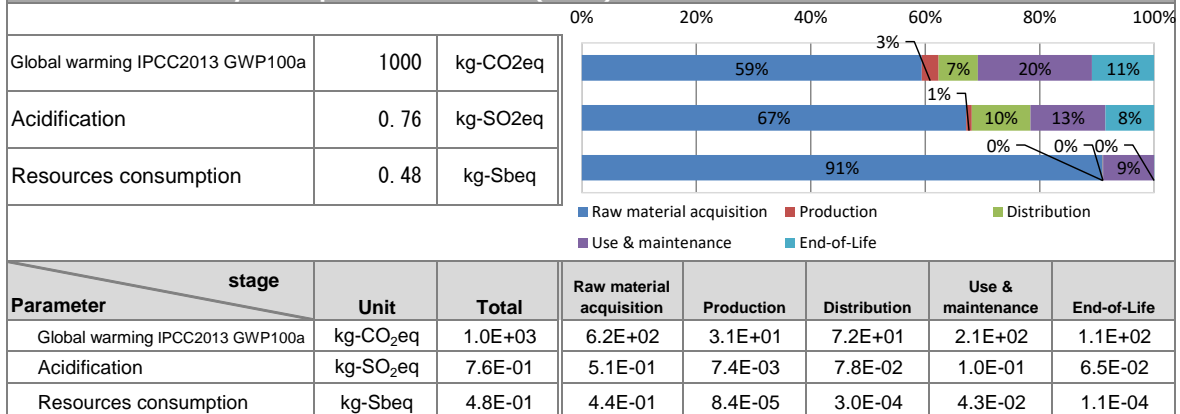 0% 20% 40% 60% 80% 100%
Global warming IPCC2013 GWP100a 1000 kg-CO2eq
3%
59% 7% 20% 11%
Acidification 0.76 kg-SO2eq
1%
67% 10% 13% 8%
Resources consumption 0.48 kg-Sbeq
0% 0% 0%
91% 9%
Raw material acquisition Production Distribution
Use & maintenance End-of-Life
stage
Parameter Unit Total Raw material acquisition Production Distribution Use & maintenance End-of-Life
Global warming IPCC2013 GWP100a kg-CO₂eq 1.0E+03 6.2E+02 3.1E+01 7.2E+01 2.1E+02 1.1E+02
Acidification kg-SO₂eq 7.6E-01 5.1E-01 7.4E-03 7.8E-02 1.0E-01 6.5E-02
Resources consumption kg-Sbeq 4.8E-01 4.4E-01 8.4E-05 3.0E-04 4.3E-02 1.1E-04